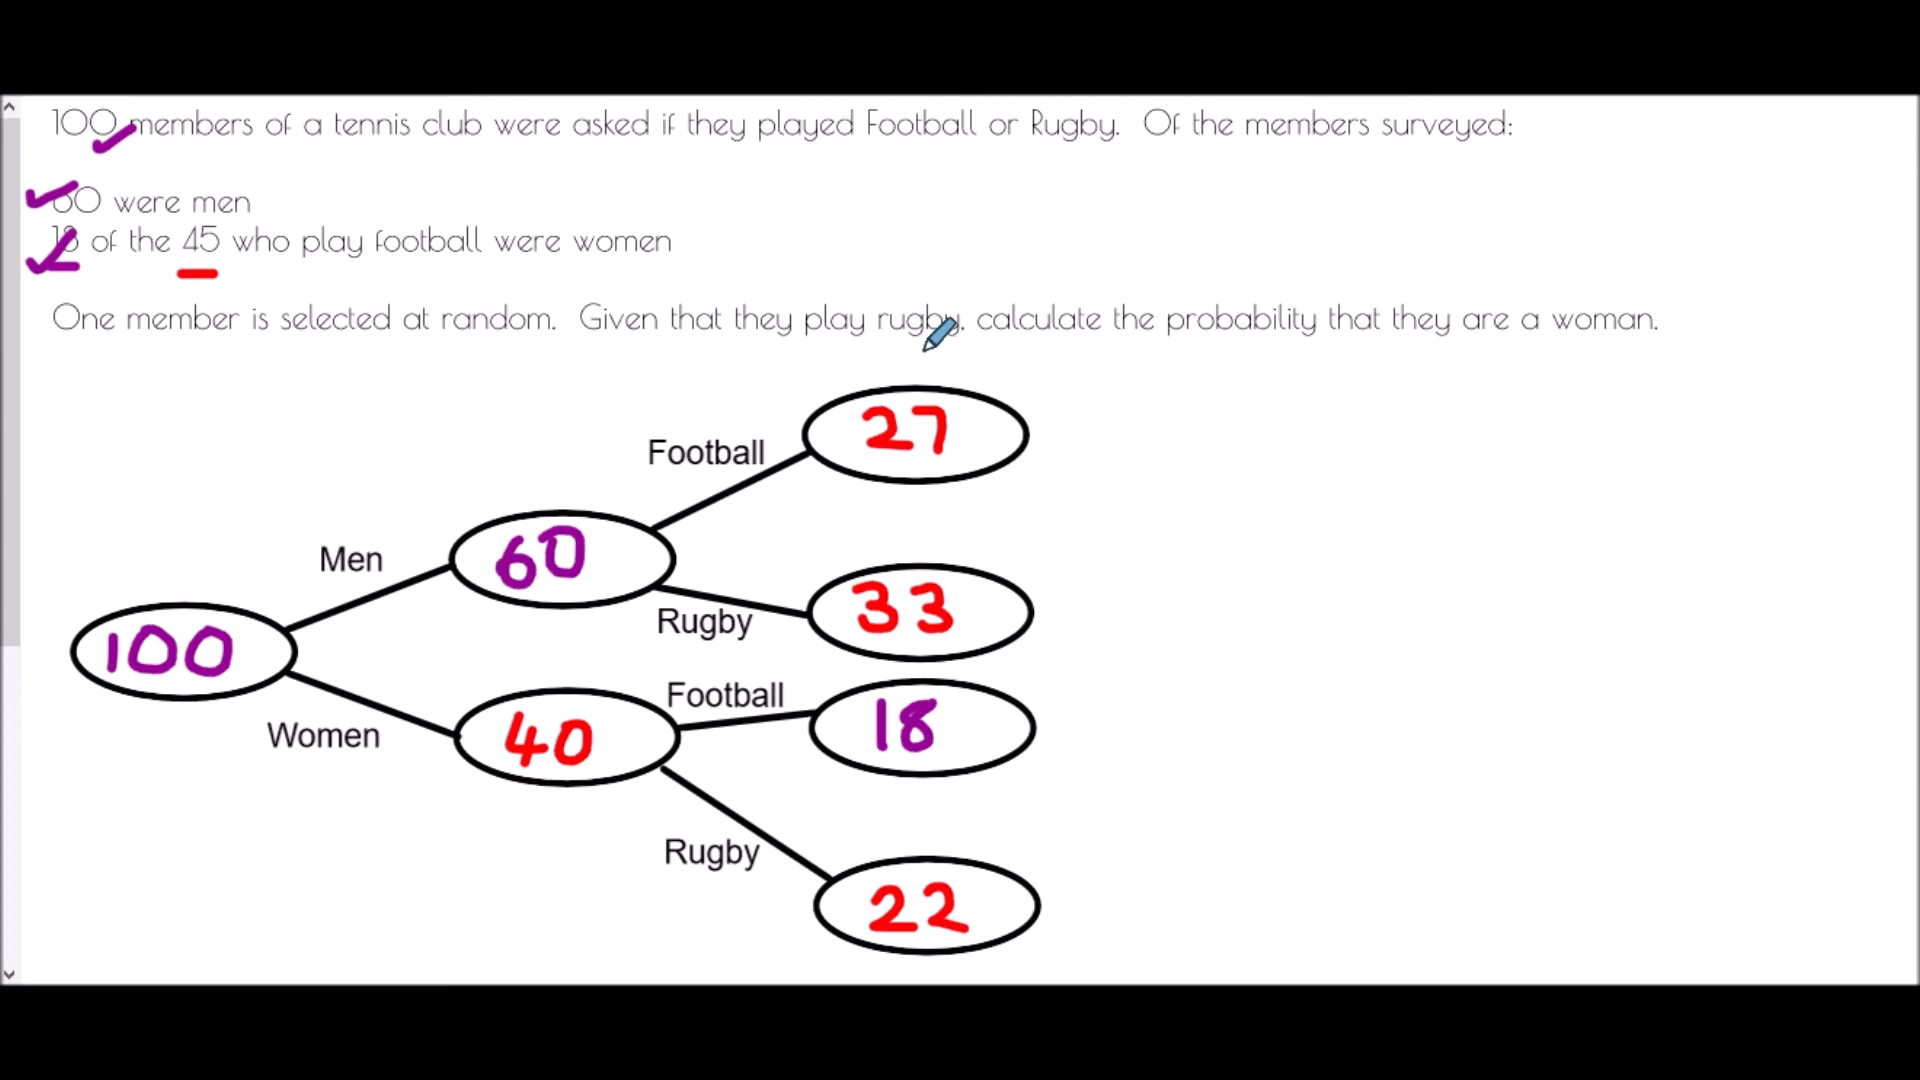 100 members of a tennis club were asked if they played Football or Rugby. Of the members surveyed:
60 were men
18 of the 45 who play football were women
One member is selected at random. Given that they play rugby, calculate the probability that they are a woman.
27
Football
60
Men
33
Rugby
100
Football
18
Women
40
Rugby
22